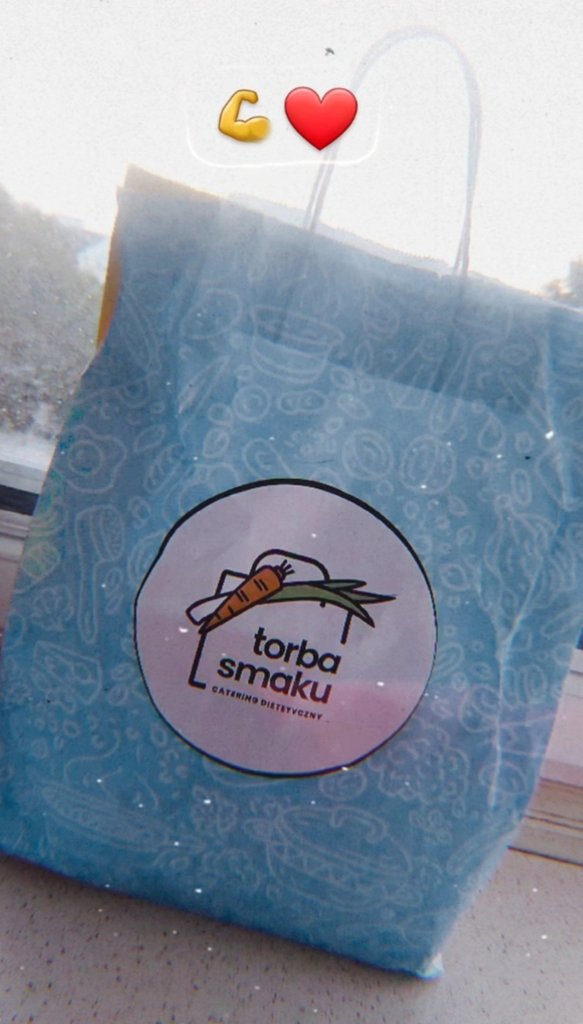 💪❤️
torba
smaku
CATERING DIETETYCZNY